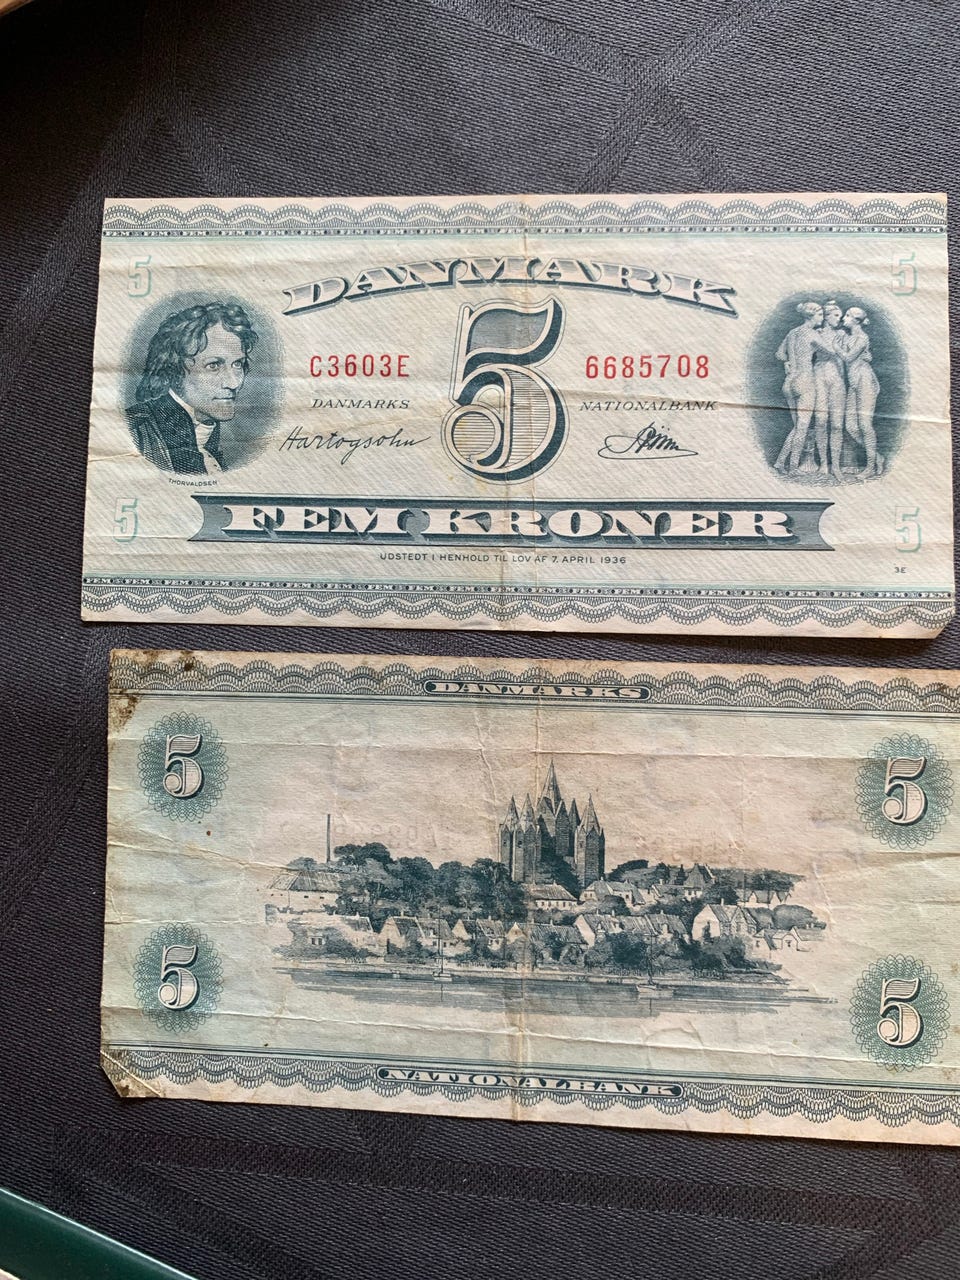 5 5
DANMARK
5
C3603E 6685708
DANMARKS NATIONALBANK
Hartogsohn
THORVALDSEN
5 5
FEM KRONER
UDSTEDT I HENHOLD TIL LOV AF 7. APRIL 1936
3E
DANMARKS
5 5
5 5
NATIONALBANK